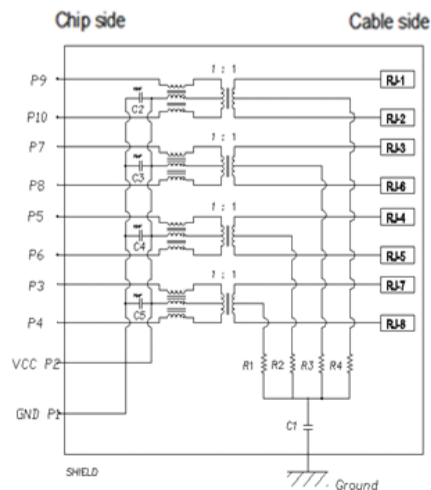 Chip side Cable side
1 : 1
P9 RJ-1
C2
P10 RJ-2
1 : 1
P7 RJ-3
C3
P8 RJ-6
1 : 1
P5 RJ-4
C4
P6 RJ-5
1 : 1
P3 RJ-7
C5
P4 RJ-8
VCC P2 R1 R2 R3 R4
GND P1
C1
SHIELD
Ground